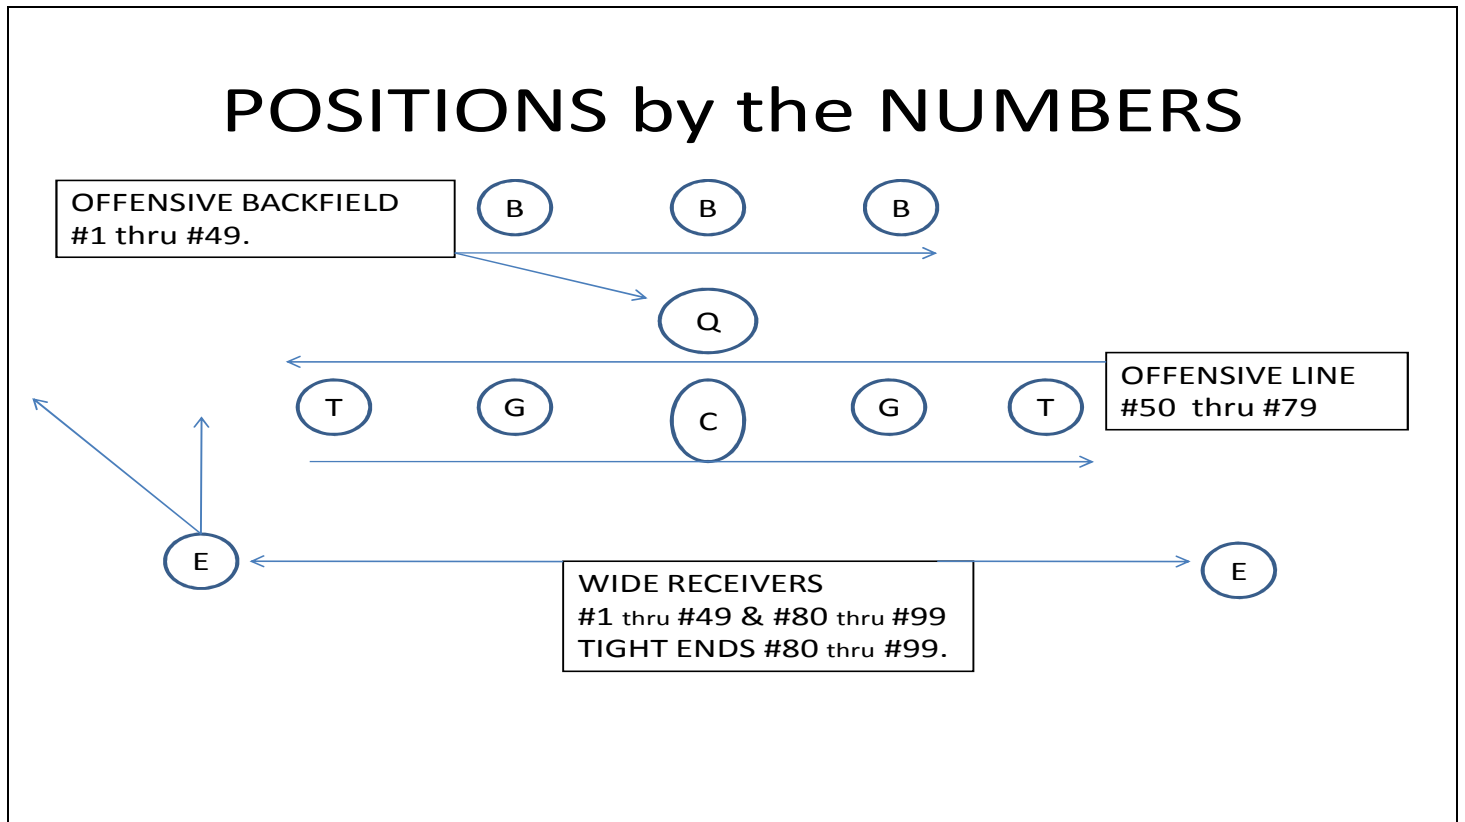 POSITIONS by the NUMBERS
OFFENSIVE BACKFIELD
#1 thru #49.
B B B
Q
OFFENSIVE LINE
#50 thru #79
T G C G T
E E
WIDE RECEIVERS
#1 thru #49 & #80 thru #99
TIGHT ENDS #80 thru #99.